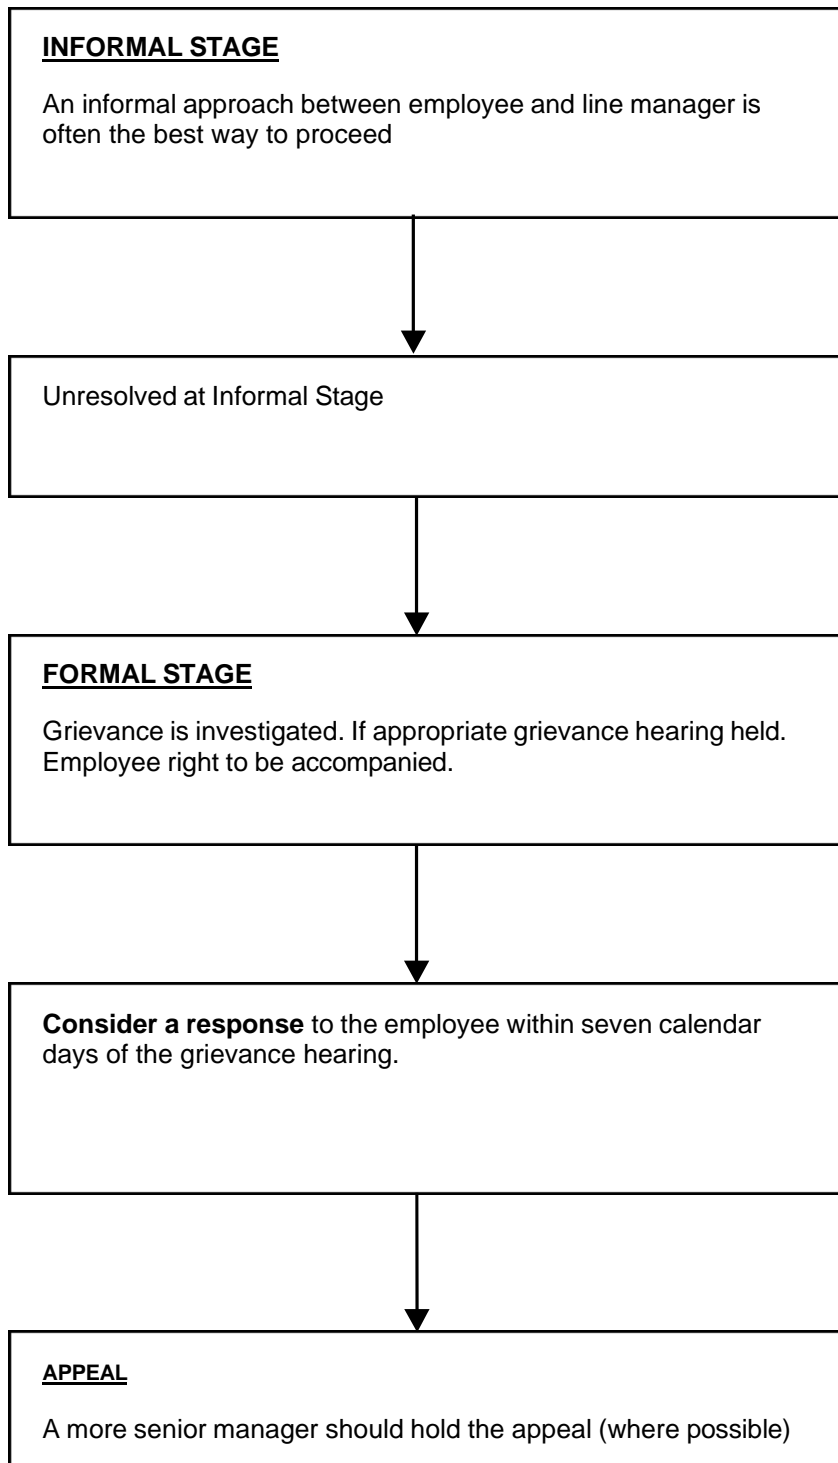 INFORMAL STAGE
An informal approach between employee and line manager is
often the best way to proceed
Unresolved at Informal Stage
FORMAL STAGE
Grievance is investigated. If appropriate grievance hearing held.
Employee right to be accompanied.
Consider a response to the employee within seven calendar
days of the grievance hearing.
APPEAL
A more senior manager should hold the appeal (where possible)